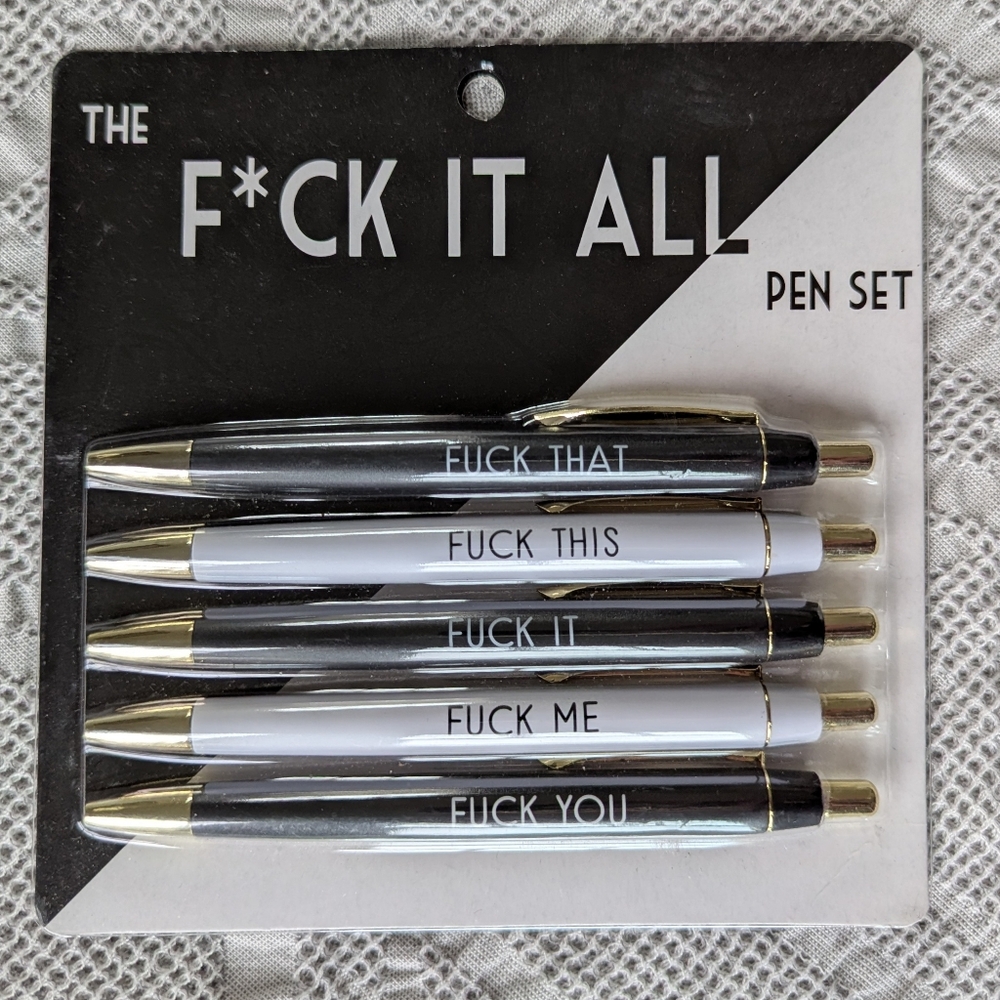 THE
F*CK IT ALL
PEN SET
FUCK THAT
FUCK THIS
FUCK IT
FUCK ME
FUCK YOU